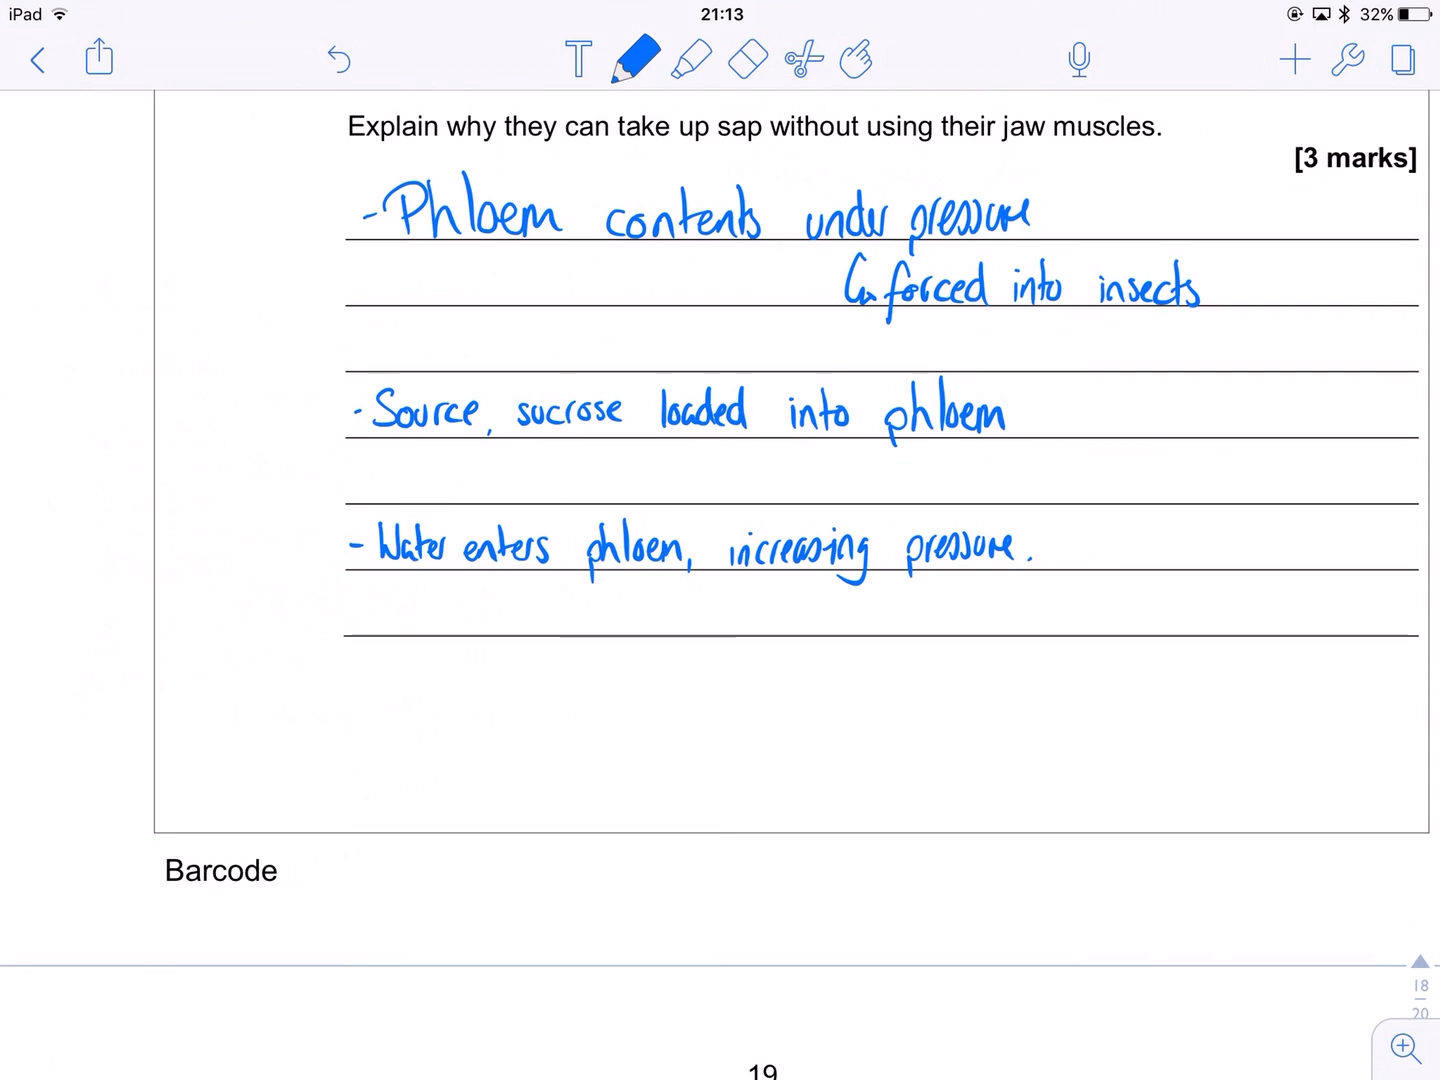 iPad
21:13
32%
T
Explain why they can take up sap without using their jaw muscles.
[3 marks]
- Phloem contents under pressure
↳ forced into insects
- Source, sucrose loaded into phloem
- Water enters phloem, increasing pressure.
Barcode
18
20
19